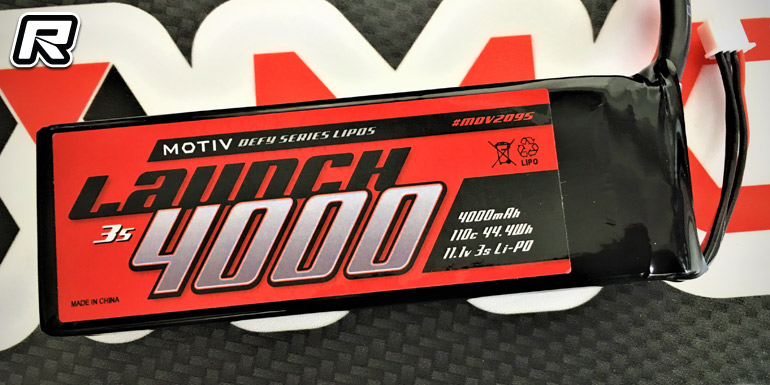 R
MOTIV DEFY SERIES LIPOS
#MOV2095
LAUNCH
3s
4000
LIPO
4000mAh
110c 44.4Wh
11.1v 3s Li-PO
MADE IN CHINA